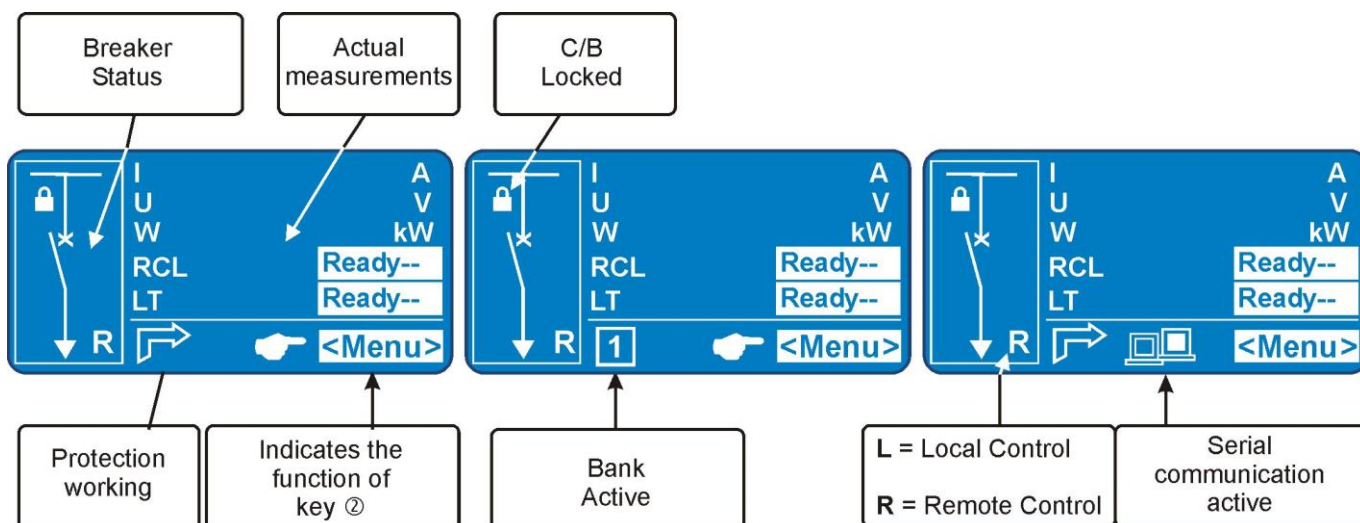 Breaker
Status
Actual
measurements
C/B
Locked
I A
U V
W kW
RCL Ready--
LT Ready--
R <Menu>
I A
U V
W kW
RCL Ready--
LT Ready--
R 1 <Menu>
I A
U V
W kW
RCL Ready--
LT Ready--
R <Menu>
Protection
working
Indicates the
function of
key ②
Bank
Active
L = Local Control
R = Remote Control
Serial
communication
active